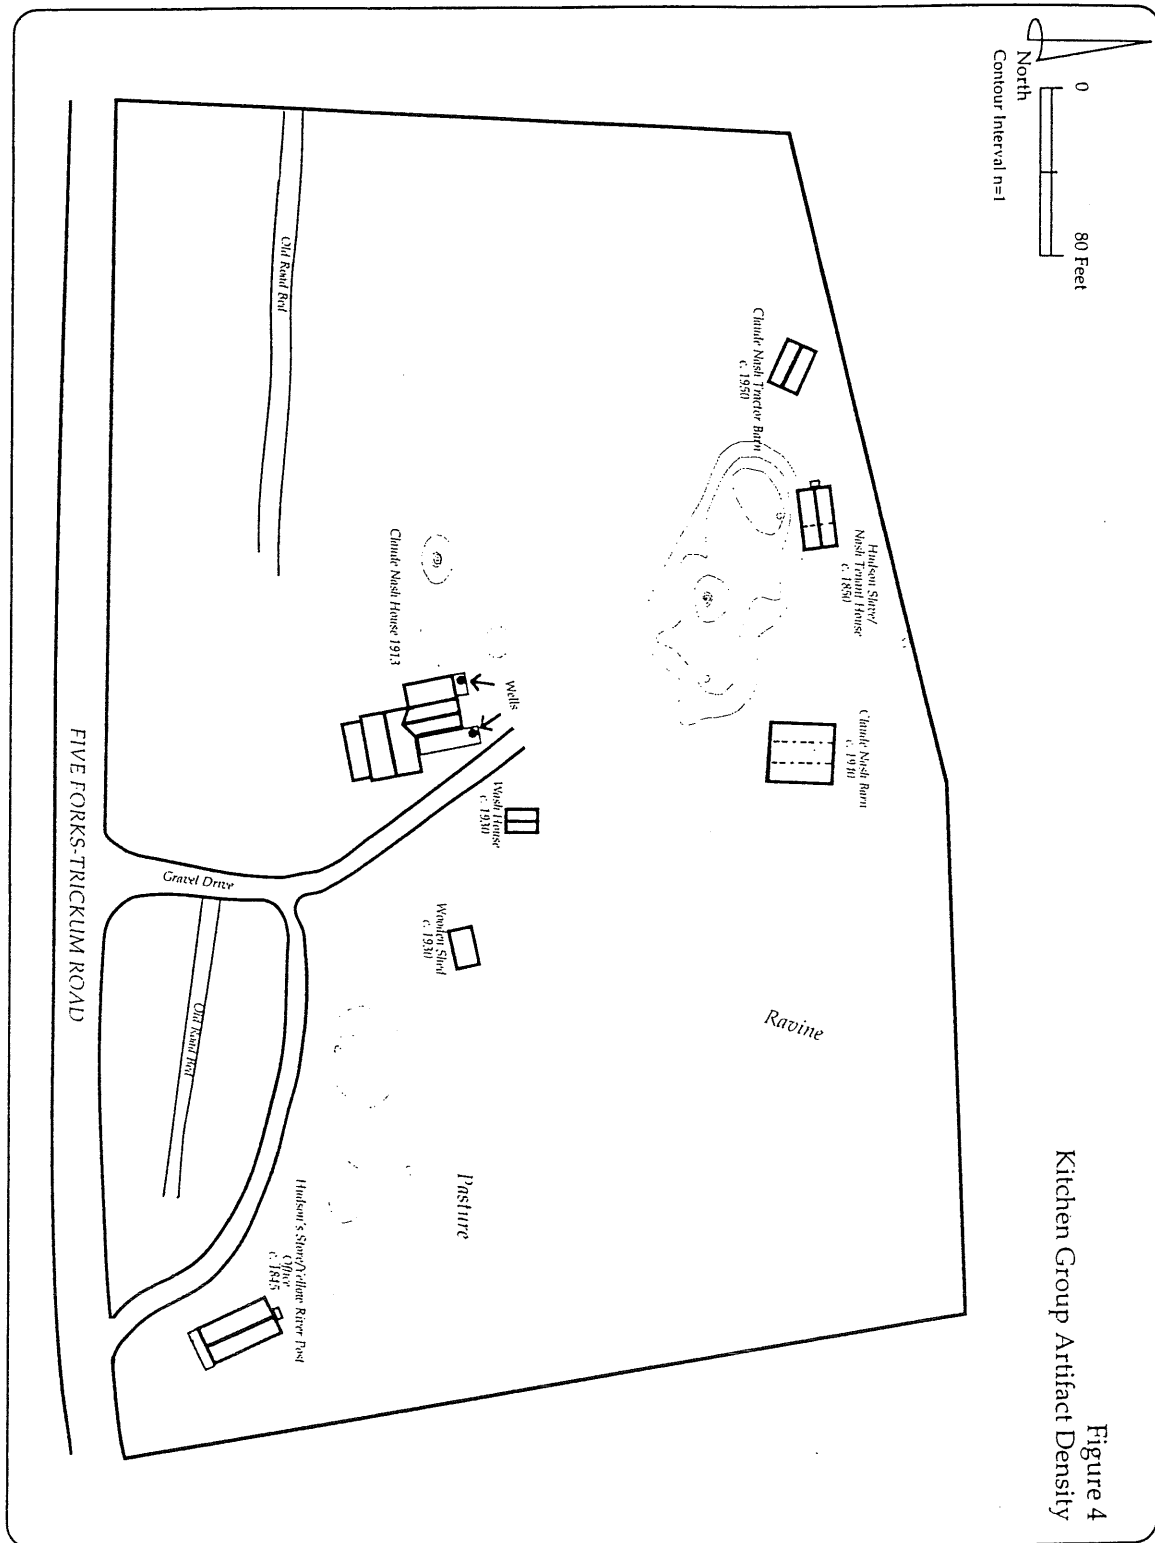 Figure 4
Kitchen Group Artifact Density
0
80 Feet
North
Contour Interval n=1
Claude Nash Tractor Barn
c. 1950
Hudson Slave/
Nash Tenant House
c. 1850
Claude Nash Barn
c. 1940
Ravine
Claude Nash House 1913
Wells
Wash House
c. 1930
Wooden Shed
c. 1930
Pasture
Old Road Bed
Gravel Drive
Old Road Bed
Hudson's Store/Yellow River Post
Office
c. 1845
FIVE FORKS-TRICKUM ROAD